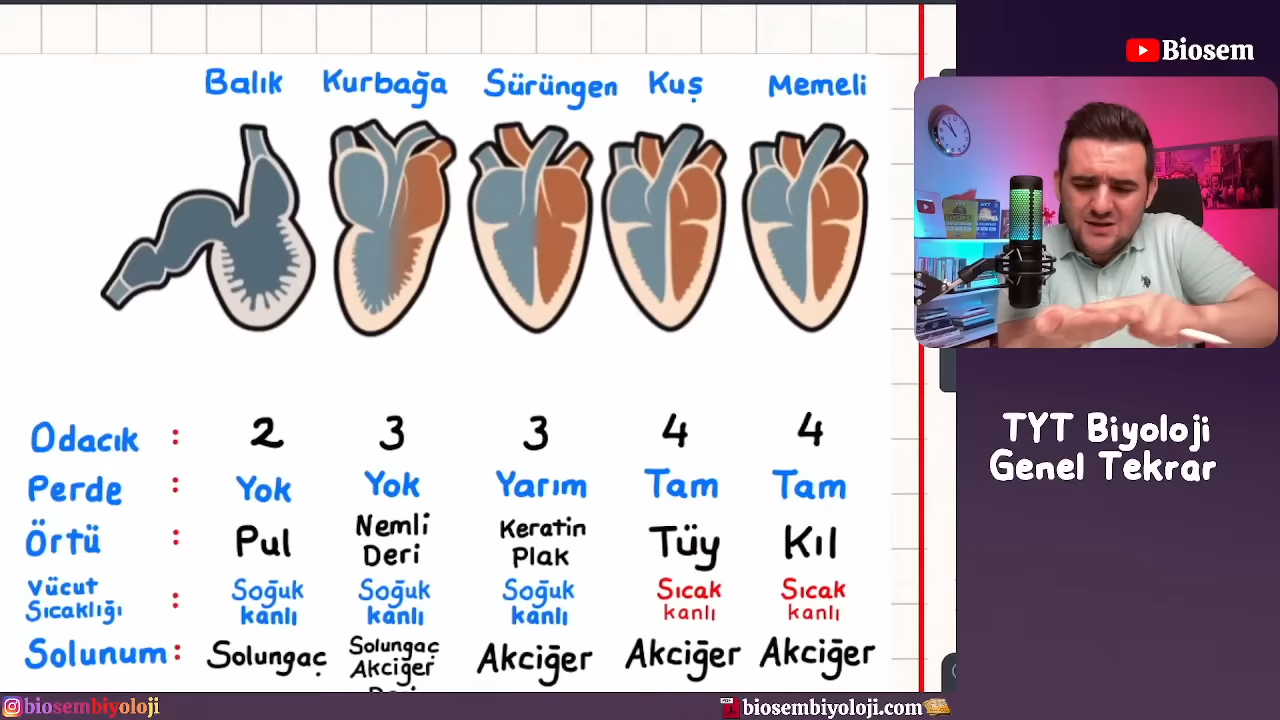 Biosem
Balık Kurbağa Sürüngen Kuş Memeli
TYT Biyoloji
Genel Tekrar
Odacık : 2 3 3 4 4
Perde : Yok Yok Yarım Tam Tam
Örtü : Pul Nemli Deri Keratin Plak Tüy Kıl
Vücut Sıcaklığı : Soğuk kanlı Soğuk kanlı Soğuk kanlı Sıcak kanlı Sıcak kanlı
Solunum : Solungaç Solungaç Akciğer Deri Akciğer Akciğer Akciğer
biosembiyoloji
biosembiyoloji.com